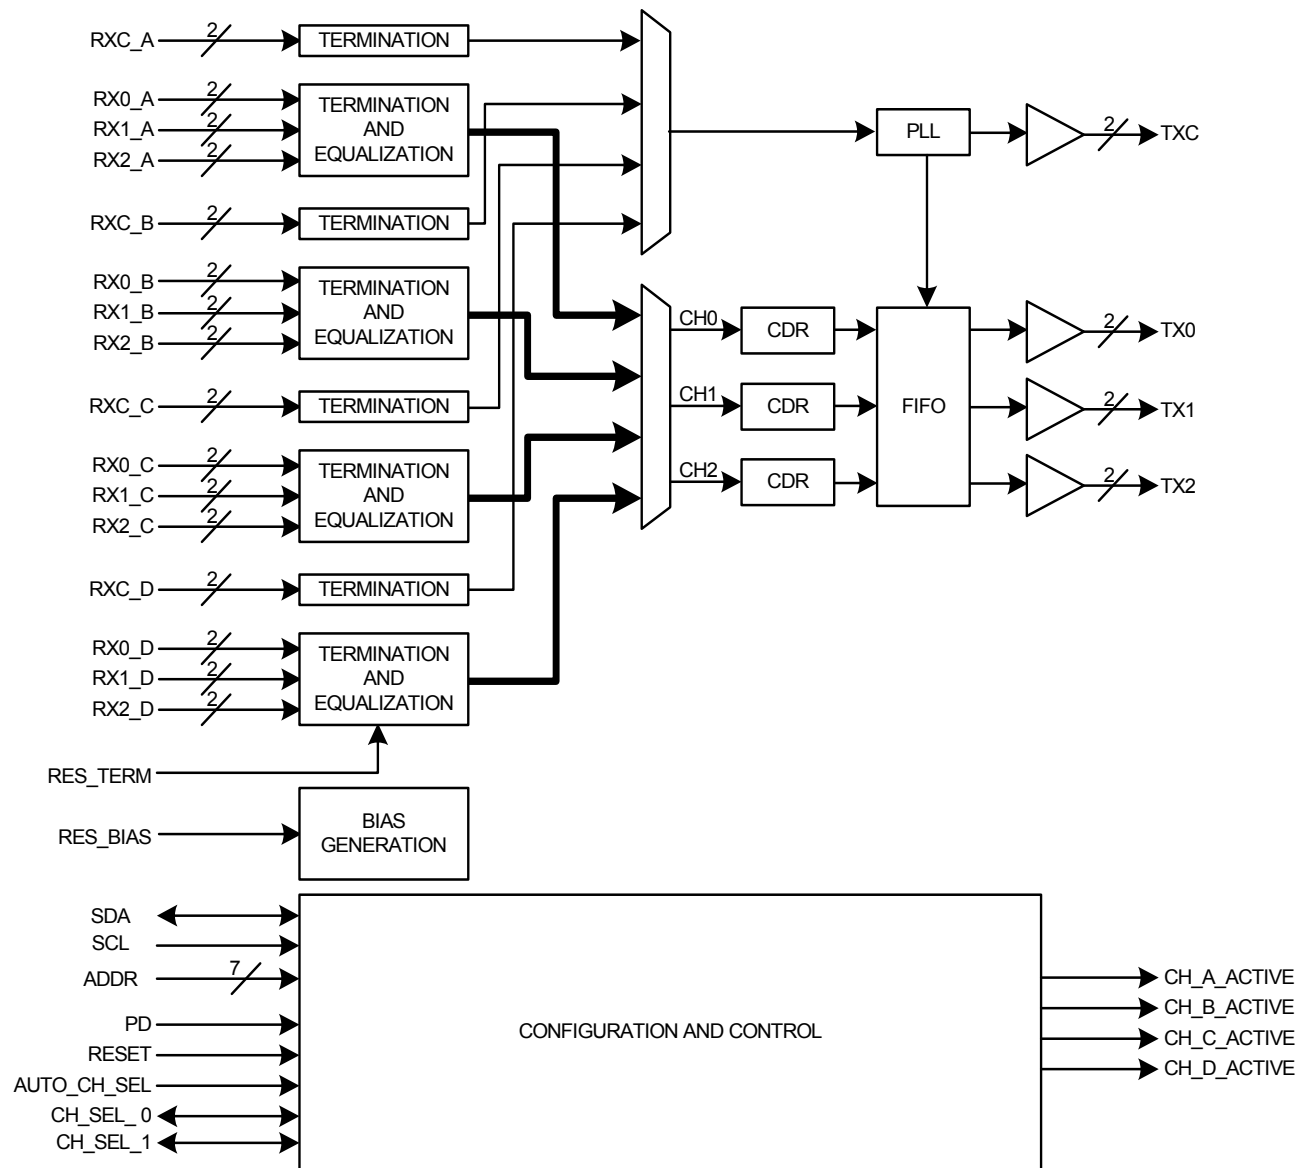 RXC_A 2 TERMINATION
RX0_A 2
RX1_A 2
RX2_A 2
TERMINATION
AND
EQUALIZATION
PLL
2 TXC
RXC_B 2 TERMINATION
RX0_B 2
RX1_B 2
RX2_B 2
TERMINATION
AND
EQUALIZATION
CH0 CDR
2 TX0
RXC_C 2 TERMINATION
CH1 CDR
FIFO
2 TX1
RX0_C 2
RX1_C 2
RX2_C 2
TERMINATION
AND
EQUALIZATION
CH2 CDR
2 TX2
RXC_D 2 TERMINATION
RX0_D 2
RX1_D 2
RX2_D 2
TERMINATION
AND
EQUALIZATION
RES_TERM
RES_BIAS
BIAS
GENERATION
SDA
SCL
ADDR 7
PD
RESET
AUTO_CH_SEL
CH_SEL_ 0
CH_SEL_1
CONFIGURATION AND CONTROL
CH_A_ACTIVE
CH_B_ACTIVE
CH_C_ACTIVE
CH_D_ACTIVE